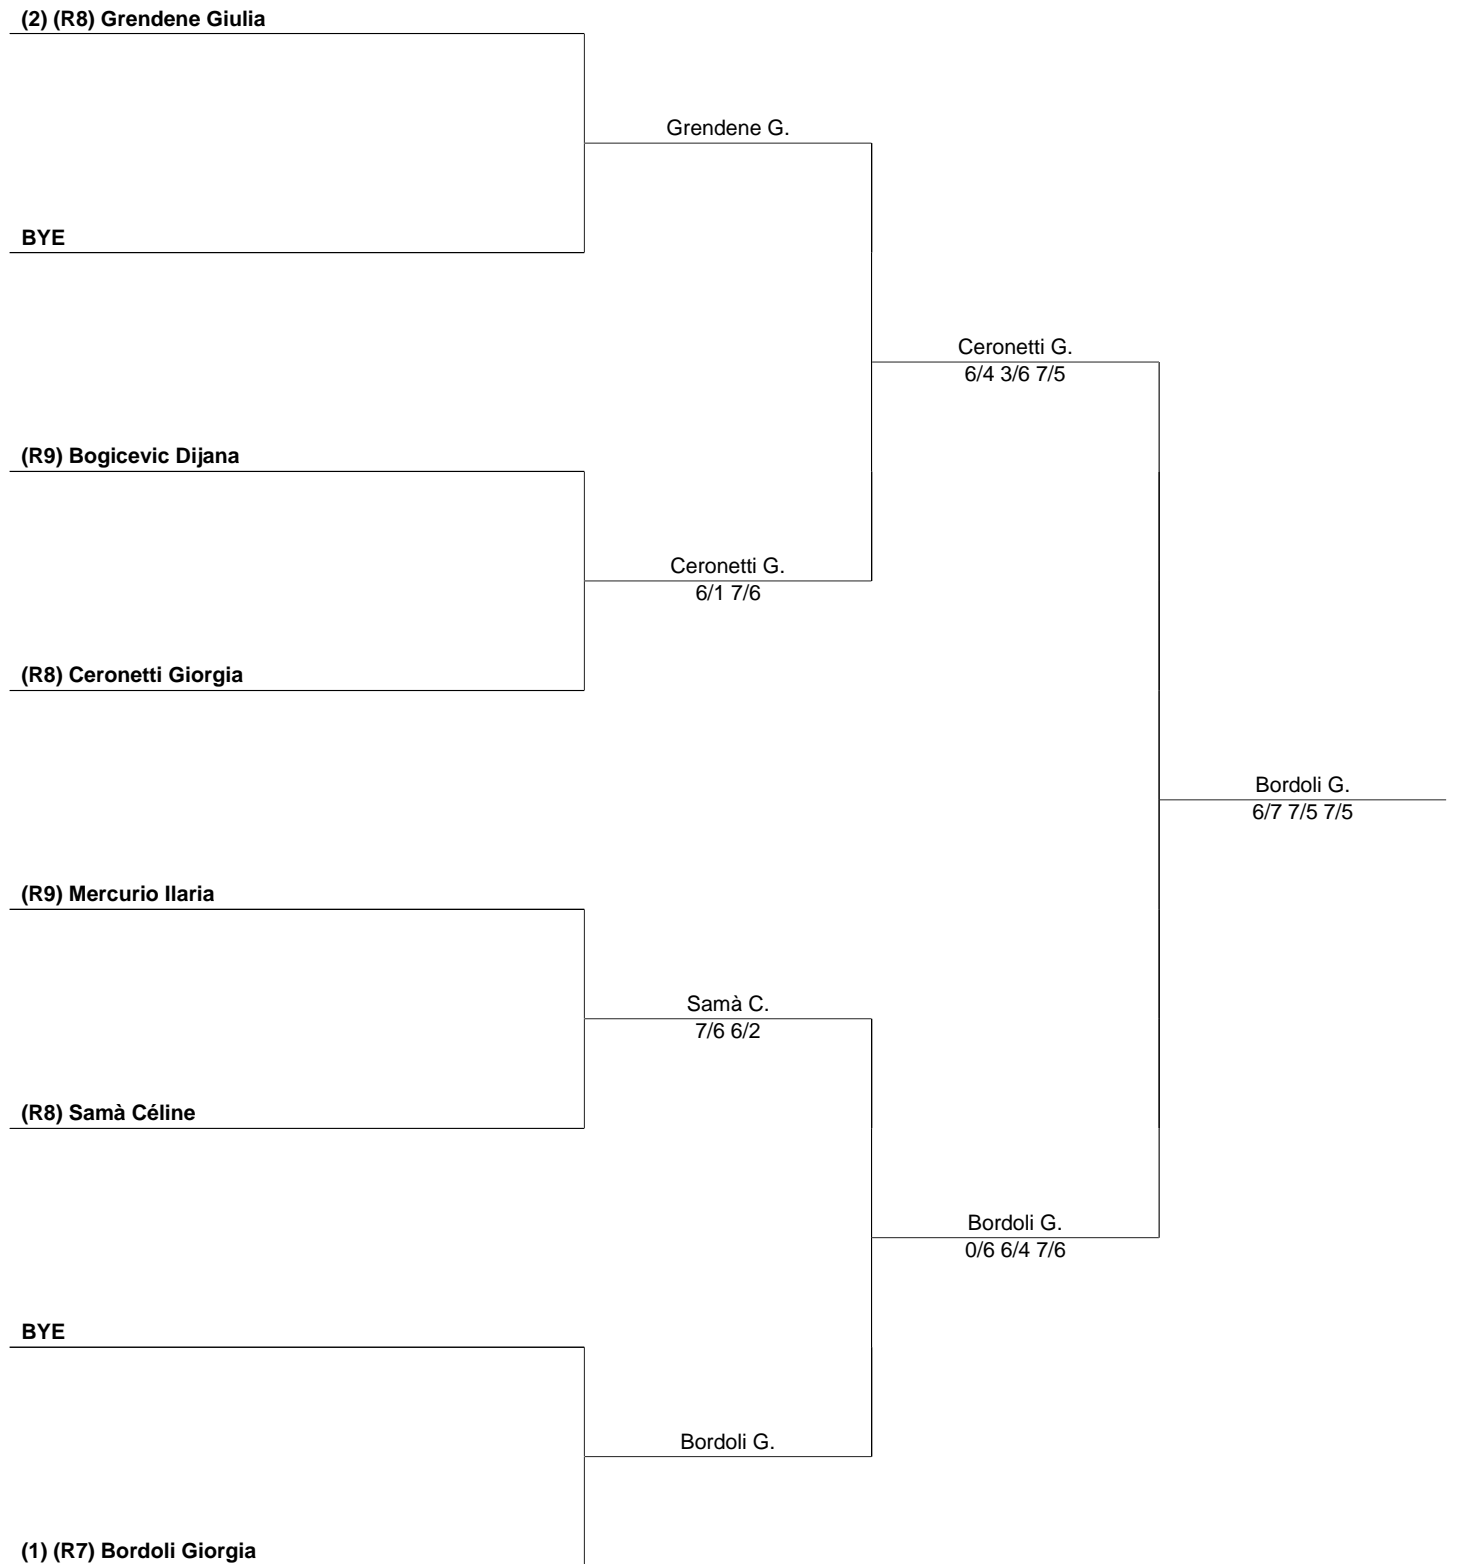 (2) (R8) Grendene Giulia
Grendene G.
BYE
Ceronetti G.
6/4 3/6 7/5
(R9) Bogicevic Dijana
Ceronetti G.
6/1 7/6
(R8) Ceronetti Giorgia
Bordoli G.
6/7 7/5 7/5
(R9) Mercurio Ilaria
Samà C.
7/6 6/2
(R8) Samà Céline
Bordoli G.
0/6 6/4 7/6
BYE
Bordoli G.
(1) (R7) Bordoli Giorgia